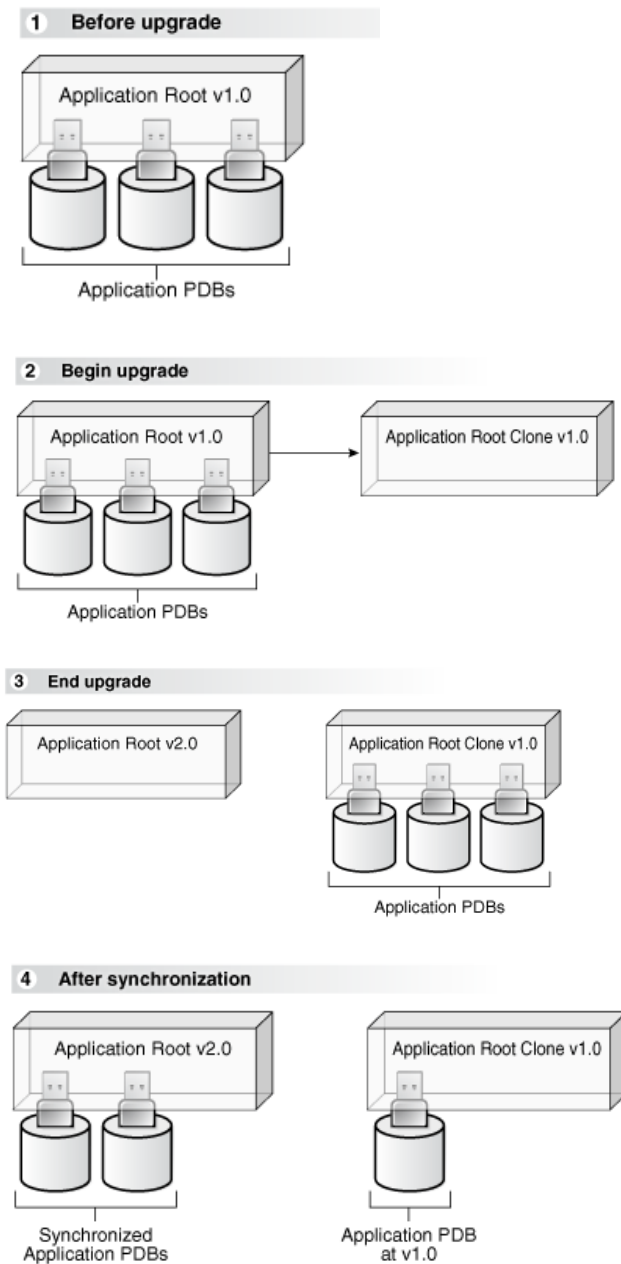 1 Before upgrade
Application Root v1.0
Application PDBs
2 Begin upgrade
Application Root v1.0
Application Root Clone v1.0
Application PDBs
3 End upgrade
Application Root v2.0
Application Root Clone v1.0
Application PDBs
4 After synchronization
Application Root v2.0
Application Root Clone v1.0
Synchronized
Application PDBs
Application PDB
at v1.0